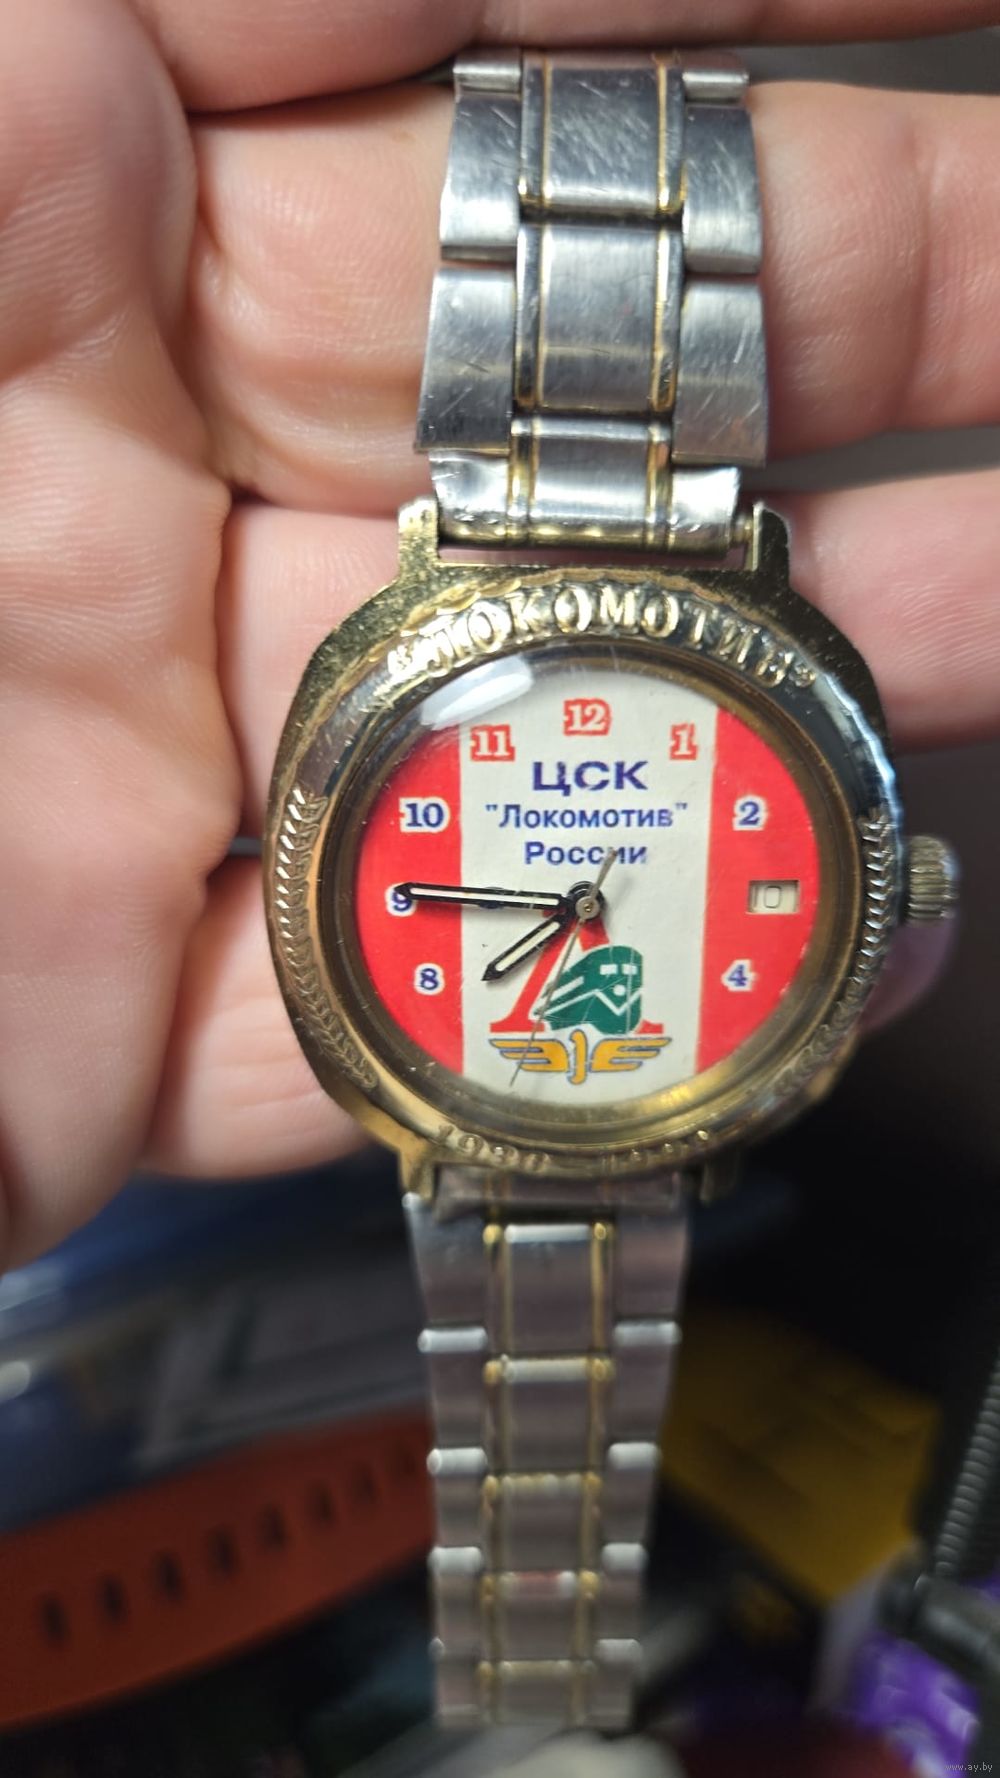 "ЛОКОМОТИВ"
11 12 1
ЦСК
"Локомотив"
России
10 2
9 10
8 4
www.ay.by